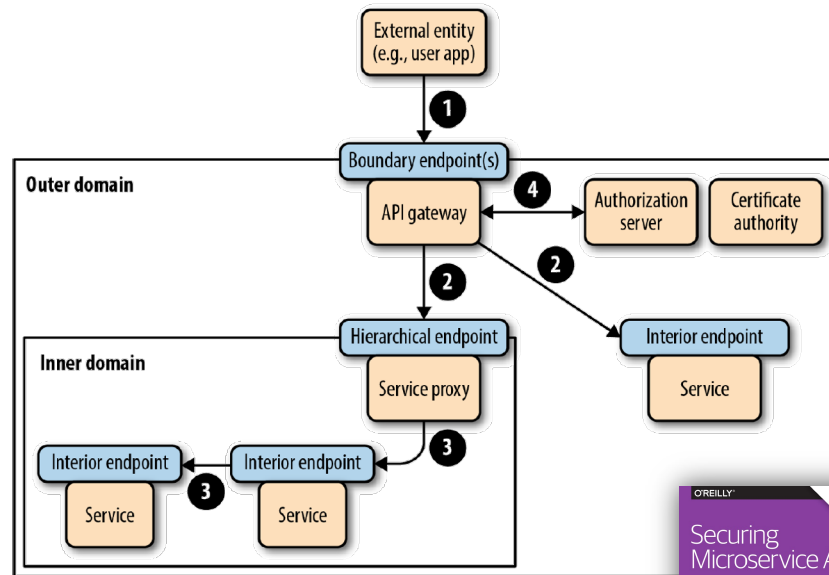 External entity
(e.g., user app)
1
Boundary endpoint(s)
Outer domain
API gateway
4
Authorization
server
Certificate
authority
2
2
Hierarchical endpoint
Interior endpoint
Inner domain
Service proxy
Service
3
Interior endpoint
3
Interior endpoint
Service
Service
O'REILLY®
Securing
Microservice A